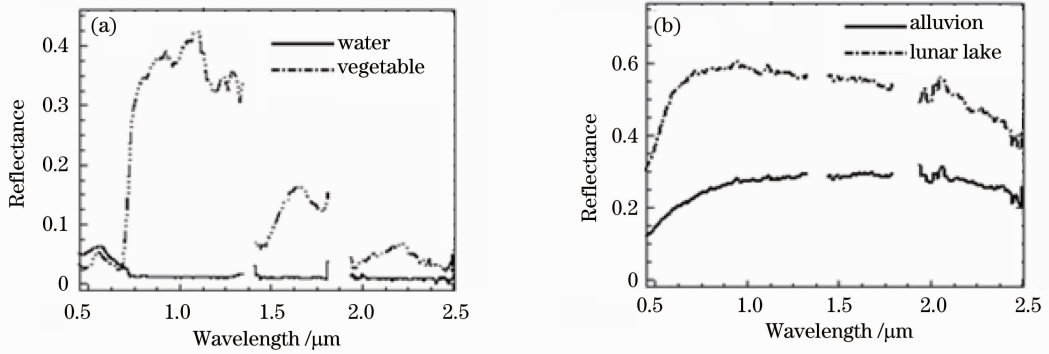 (a)
water
vegetable
Reflectance
0.4
0.3
0.2
0.1
0
0.5
1.0
1.5
2.0
2.5
Wavelength /μm
(b)
alluvion
lunar lake
Reflectance
0.6
0.4
0.2
0
0.5
1.0
1.5
2.0
2.5
Wavelength /μm